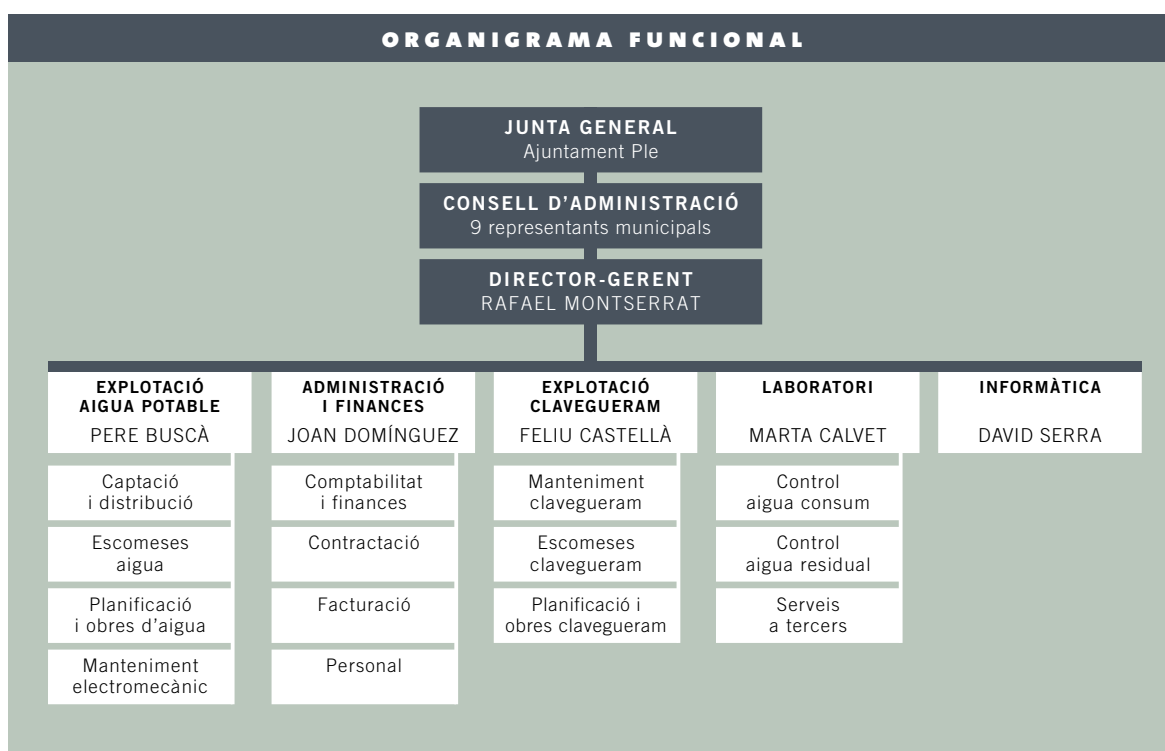 ORGANIGRAMA FUNCIONAL
JUNTA GENERAL
Ajuntament Ple
CONSELL D'ADMINISTRACIÓ
9 representants municipals
DIRECTOR-GERENT
RAFAEL MONTSERRAT
EXPLOTACIÓ
AIGUA POTABLE
PERE BUSCÀ
Captació
i distribució
Escomeses
aigua
Planificació
i obres d'aigua
Manteniment
electromecànic
ADMINISTRACIÓ
I FINANCES
JOAN DOMÍNGUEZ
Comptabilitat
i finances
Contractació
Facturació
Personal
EXPLOTACIÓ
CLAVEGUERAM
FELIU CASTELLÀ
Manteniment
clavegueram
Escomeses
clavegueram
Planificació i
obres clavegueram
LABORATORI
MARTA CALVET
Control
aigua consum
Control
aigua residual
Serveis
a tercers
INFORMÀTICA
DAVID SERRA